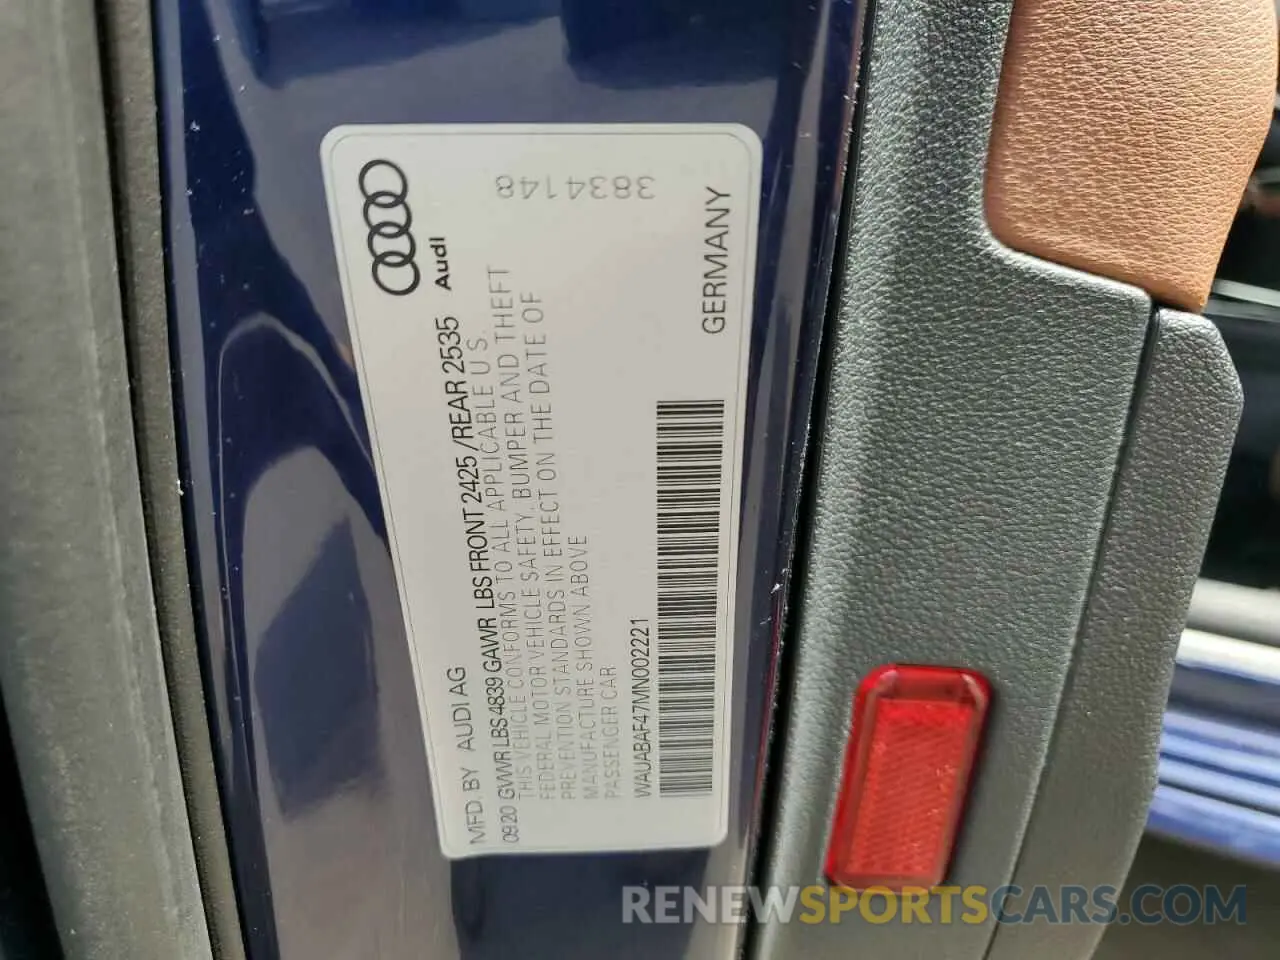 Audi
MFD. BY AUDI AG
09.20 GVWR LBS 4839 GAWR LBS FRONT 2425 /REAR 2535
THIS VEHICLE CONFORMS TO ALL APPLICABLE U S.
FEDERAL MOTOR VEHICLE SAFETY, BUMPER AND THEFT
PREVENTION STANDARDS IN EFFECT ON THE DATE OF
MANUFACTURE SHOWN ABOVE
PASSENGER CAR
WAUABAF47MN002221
GERMANY
3834148
RENEWSPORTSCARS.COM